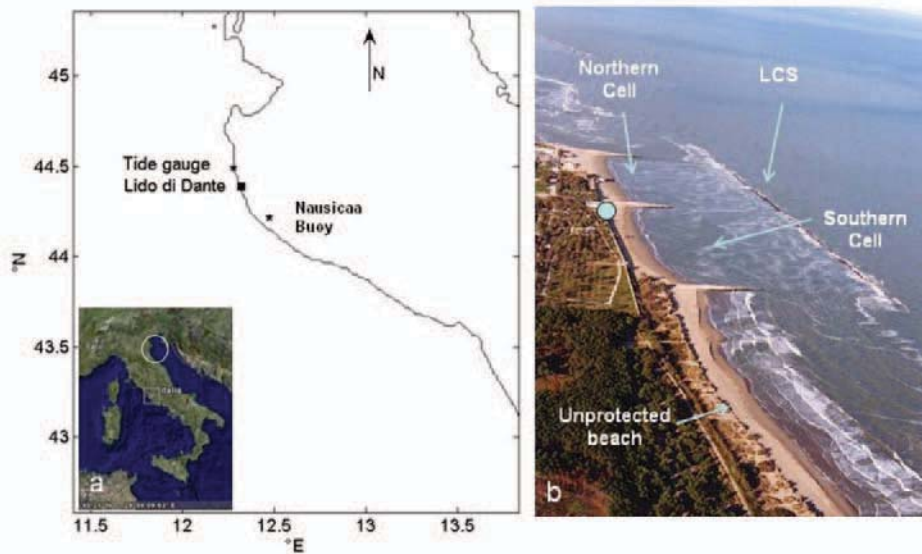 45
44.5
44
43.5
43
°N
11.5
12
12.5
13
13.5
°E
N
Tide gauge
Lido di Dante
Nausicaa
Buoy
a
Northern
Cell
LCS
Southern
Cell
Unprotected
beach
b